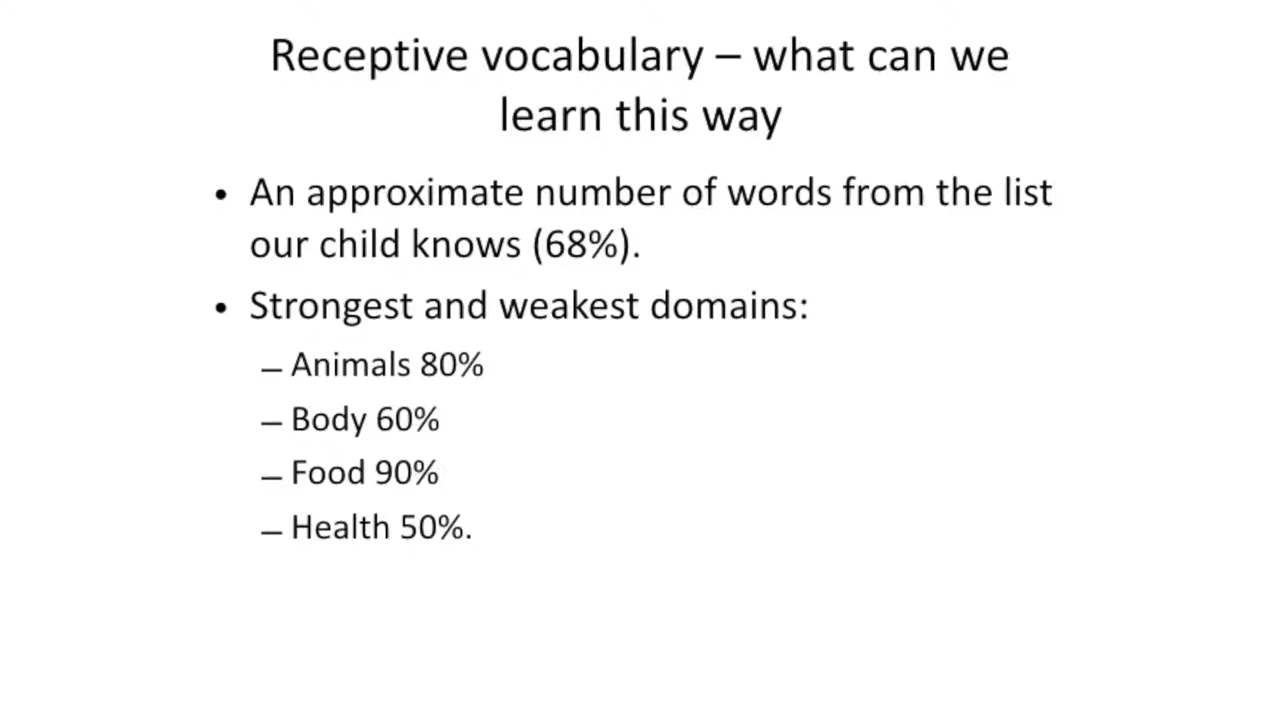 Receptive vocabulary – what can we
learn this way
• An approximate number of words from the list
our child knows (68%).
• Strongest and weakest domains:
– Animals 80%
– Body 60%
– Food 90%
– Health 50%.